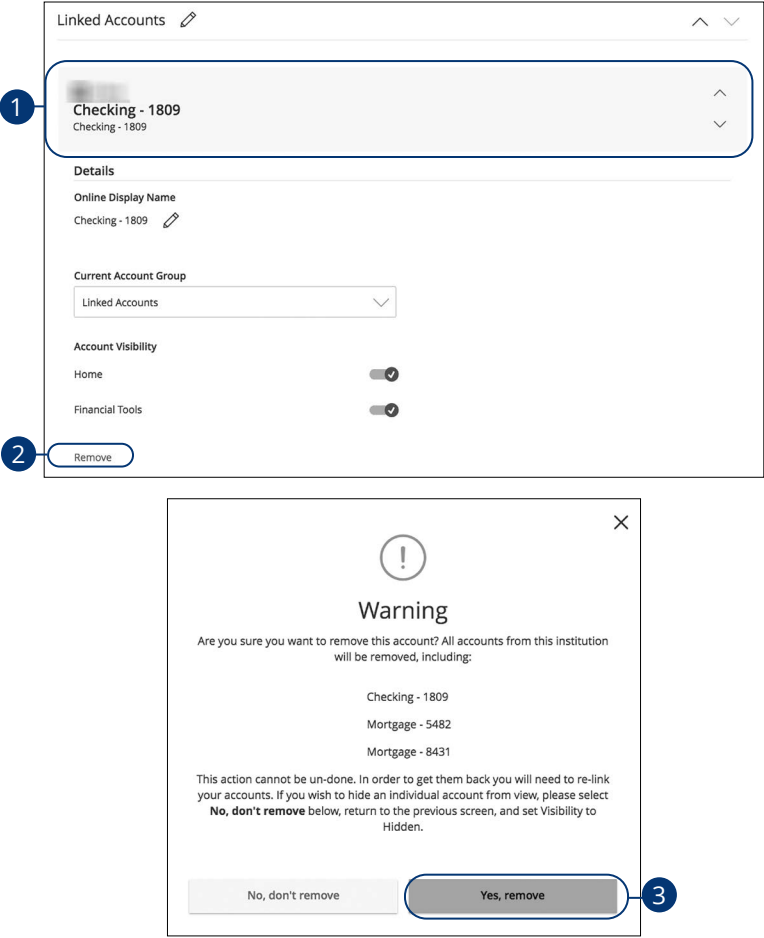 Linked Accounts
1
Checking - 1809
Checking - 1809
Details
Online Display Name
Checking - 1809
Current Account Group
Linked Accounts
Account Visibility
Home
Financial Tools
2
Remove
Warning
Are you sure you want to remove this account? All accounts from this institution
will be removed, including:
Checking - 1809
Mortgage - 5482
Mortgage - 8431
This action cannot be un-done. In order to get them back you will need to re-link
your accounts. If you wish to hide an individual account from view, please select
No, don't remove below, return to the previous screen, and set Visibility to
Hidden.
No, don't remove
Yes, remove
3